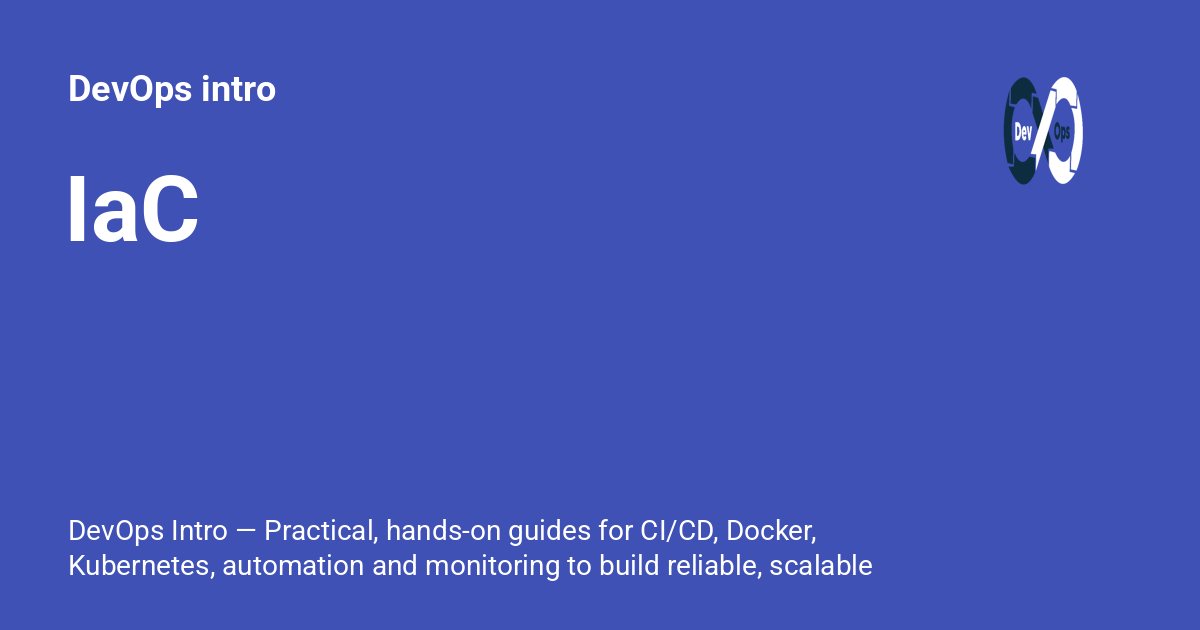 DevOps intro
Dev Ops
IaC
DevOps Intro — Practical, hands-on guides for CI/CD, Docker,
Kubernetes, automation and monitoring to build reliable, scalable